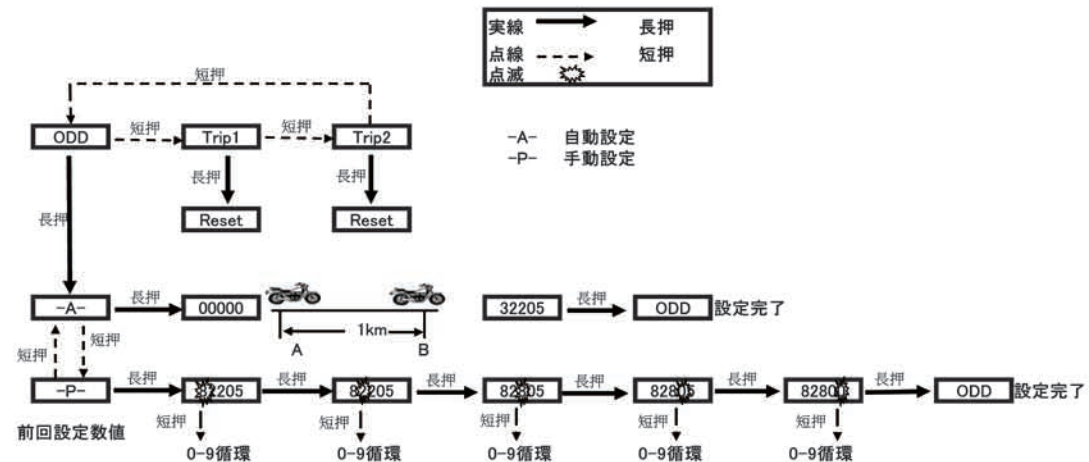 実線 長押
点線 短押
点滅
短押
ODD 短押 Trip1 短押 Trip2
-A- 自動設定
-P- 手動設定
長押 長押
Reset Reset
長押
-A- 長押 00000 32205 長押 ODD 設定完了
1km
A B
短押 短押
-P- 長押 82205 長押 82205 長押 82805 長押 82805 長押 82803 長押 ODD 設定完了
前回設定数値
短押 短押 短押 短押 短押
0-9循環 0-9循環 0-9循環 0-9循環 0-9循環